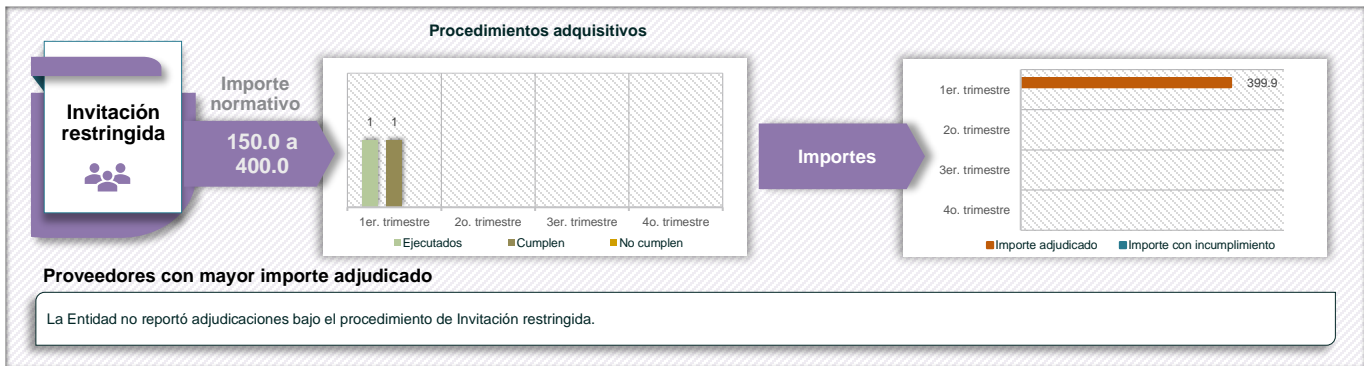 Procedimientos adquisitivos
Invitación
restringida
Importe
normativo
150.0 a
400.0
1 1
1er. trimestre 2o. trimestre 3er. trimestre 4o. trimestre
Ejecutados Cumplen No cumplen
Importes
1er. trimestre 399.9
2o. trimestre
3er. trimestre
4o. trimestre
Importe adjudicado Importe con incumplimiento
Proveedores con mayor importe adjudicado
La Entidad no reportó adjudicaciones bajo el procedimiento de Invitación restringida.